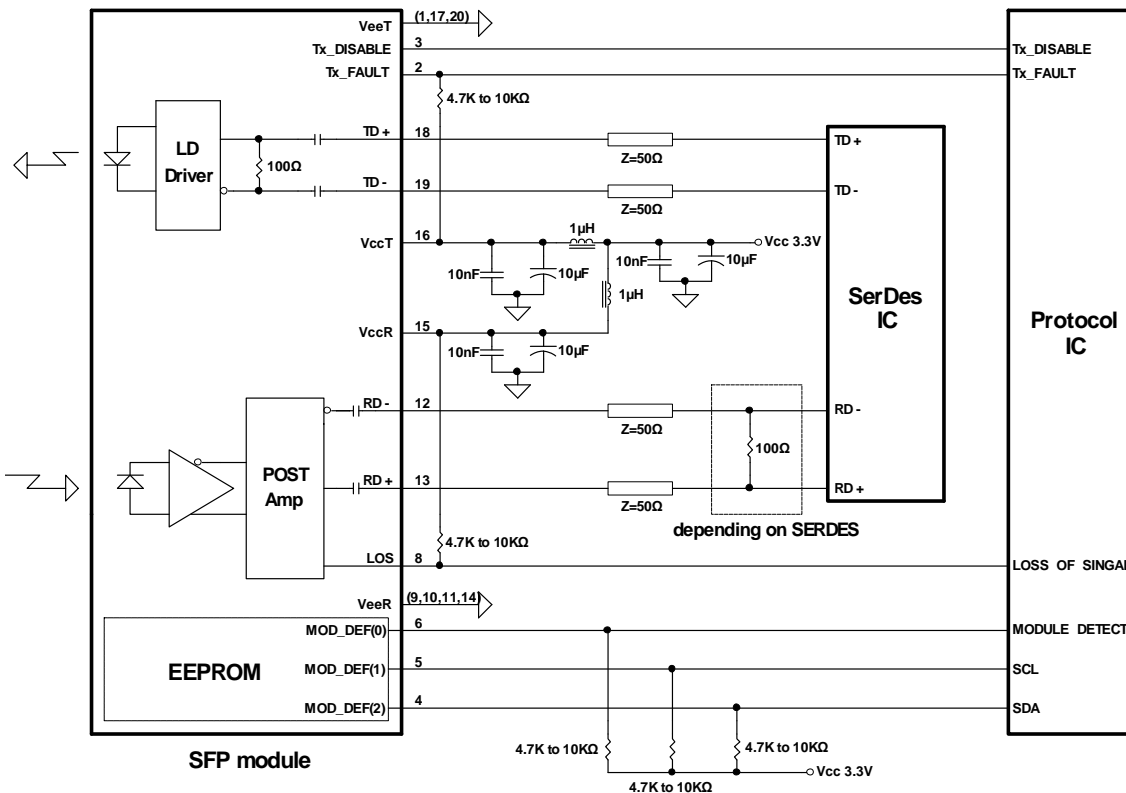 VeeT
(1,17,20)
Tx_DISABLE
3
Tx_DISABLE
Tx_FAULT
2
Tx_FAULT
4.7K to 10KΩ
LD
Driver
100Ω
TD+
18
Z=50Ω
TD+
TD-
19
Z=50Ω
TD-
1µH
VccT
16
Vcc 3.3V
10nF
10µF
10nF
10µF
1µH
SerDes
IC
Protocol
IC
VccR
15
10nF
10µF
RD-
12
Z=50Ω
RD-
POST
Amp
100Ω
RD+
13
Z=50Ω
RD+
depending on SERDES
4.7K to 10KΩ
LOS
8
LOSS OF SINGAL
VeeR
(9,10,11,14)
EEPROM
MOD_DEF(0)
6
MODULE DETECT
MOD_DEF(1)
5
SCL
MOD_DEF(2)
4
SDA
SFP module
4.7K to 10KΩ
4.7K to 10KΩ
4.7K to 10KΩ
Vcc 3.3V